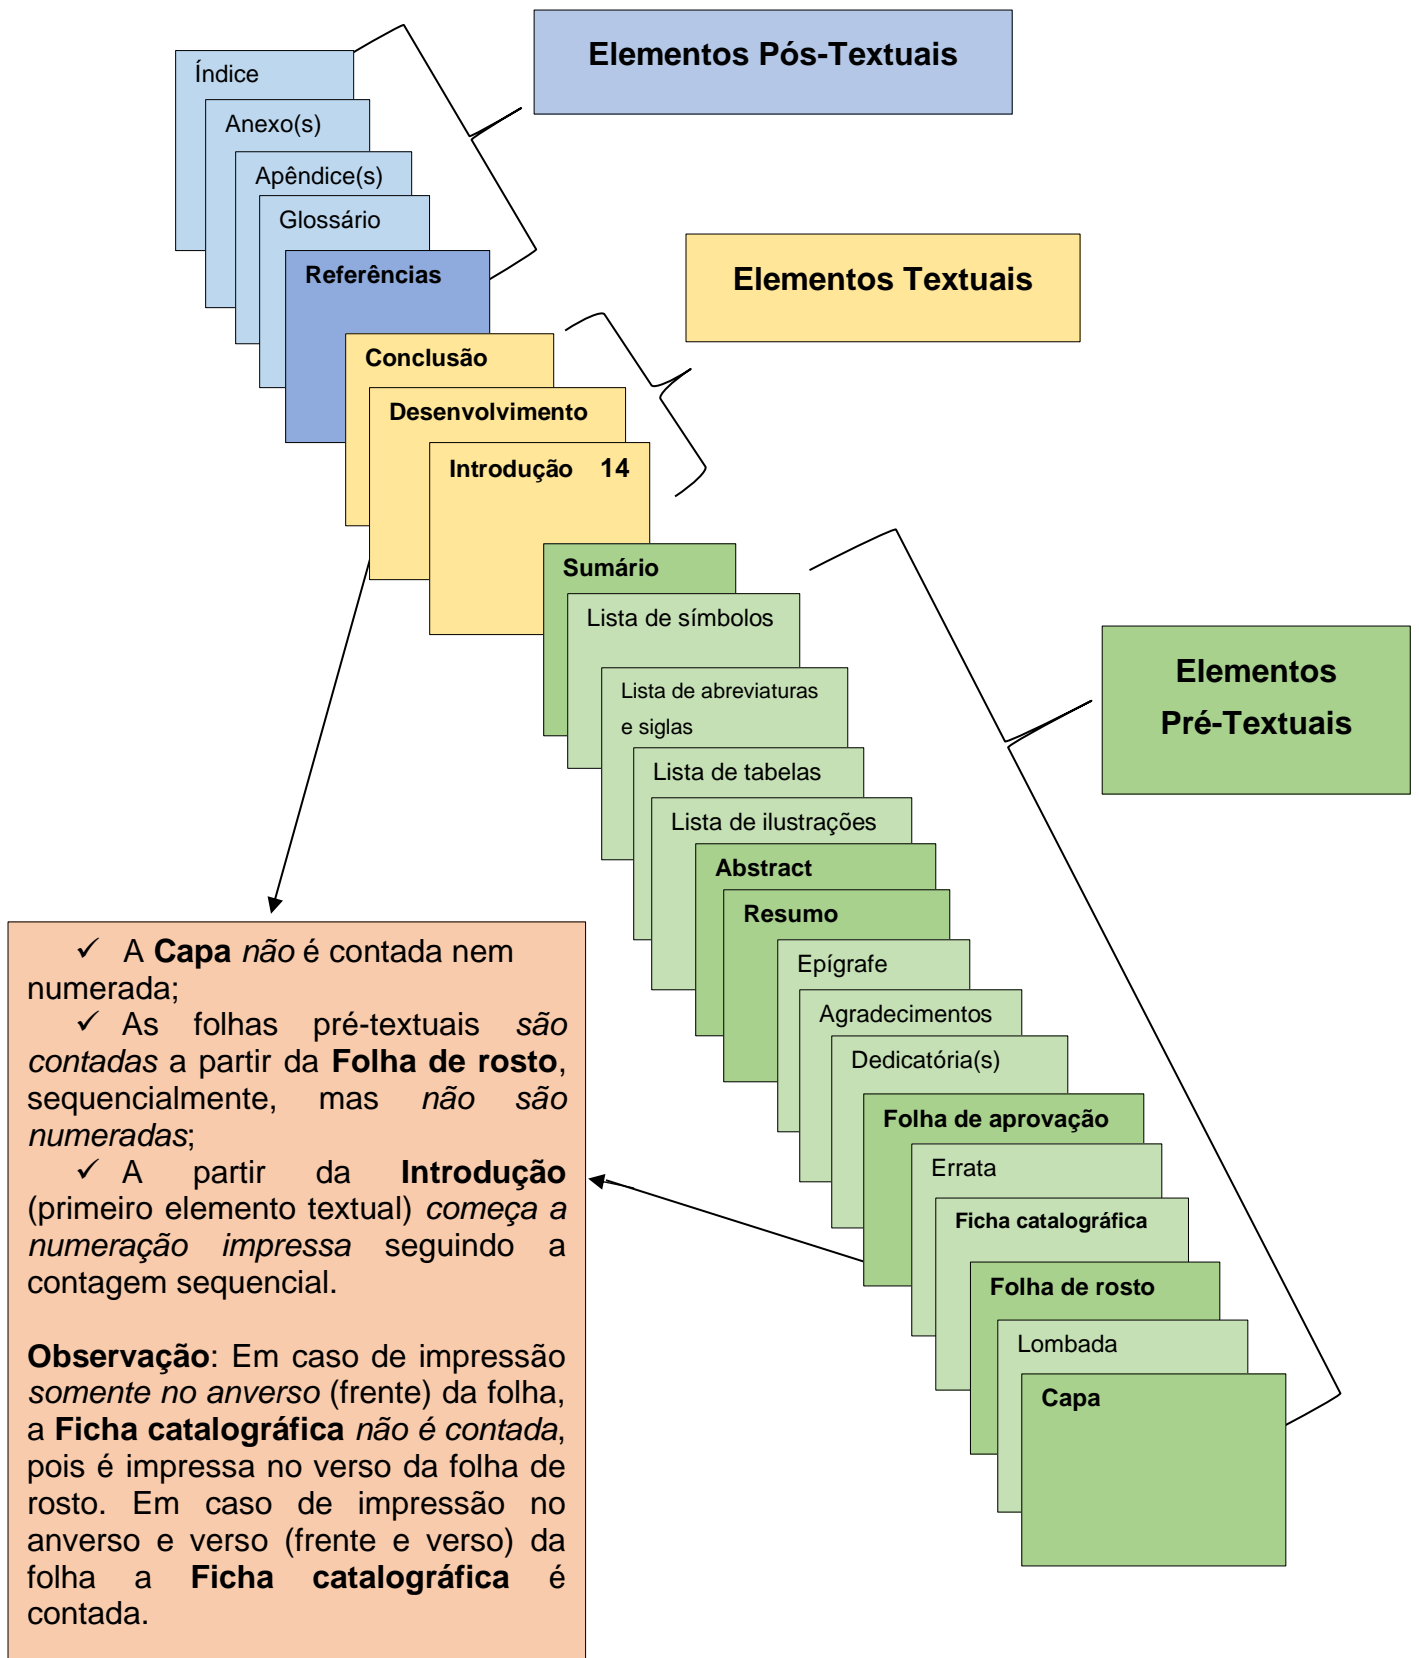 Elementos Pós-Textuais
Índice
Anexo(s)
Apêndice(s)
Glossário
Referências
Elementos Textuais
Conclusão
Desenvolvimento
Introdução 14
Sumário
Lista de símbolos
Lista de abreviaturas
e siglas
Lista de tabelas
Lista de ilustrações
Abstract
Resumo
Epígrafe
Agradecimentos
Dedicatória(s)
Folha de aprovação
Errata
Ficha catalográfica
Folha de rosto
Lombada
Capa
Elementos
Pré-Textuais
✓ A Capa não é contada nem
numerada;
✓ As folhas pré-textuais são
contadas a partir da Folha de rosto,
sequencialmente, mas não são
numeradas;
✓ A partir da Introdução
(primeiro elemento textual) começa a
numeração impressa seguindo a
contagem sequencial.
Observação: Em caso de impressão
somente no anverso (frente) da folha,
a Ficha catalográfica não é contada,
pois é impressa no verso da folha de
rosto. Em caso de impressão no
anverso e verso (frente e verso) da
folha a Ficha catalográfica é
contada.